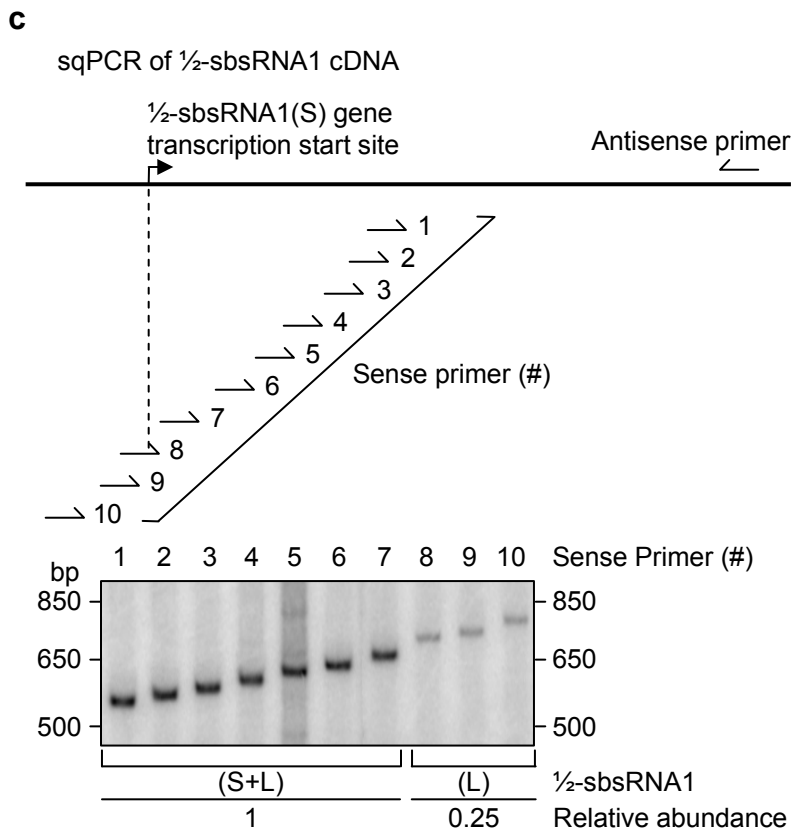 c
sqPCR of ½-sbsRNA1 cDNA
½-sbsRNA1(S) gene
transcription start site
Antisense primer
1
2
3
4
5
Sense primer (#)
6
7
8
9
10
1 2 3 4 5 6 7 8 9 10 Sense Primer (#)
bp
850 850
650 650
500 500
(S+L) (L) ½-sbsRNA1
1 0.25 Relative abundance